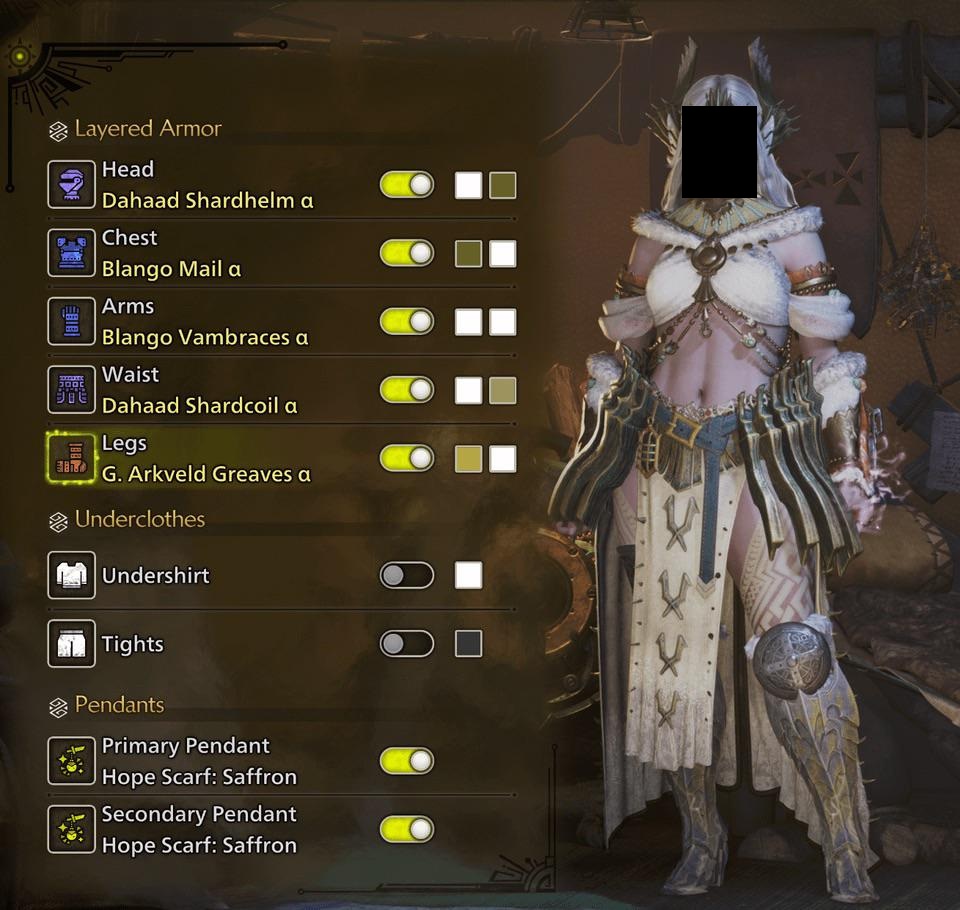 Layered Armor
Head
Dahaad Shardhelm α
Chest
Blango Mail α
Arms
Blango Vambraces α
Waist
Dahaad Shardcoil α
Legs
G. Arkveld Greaves α
Underclothes
Undershirt
Tights
Pendants
Primary Pendant
Hope Scarf: Saffron
Secondary Pendant
Hope Scarf: Saffron